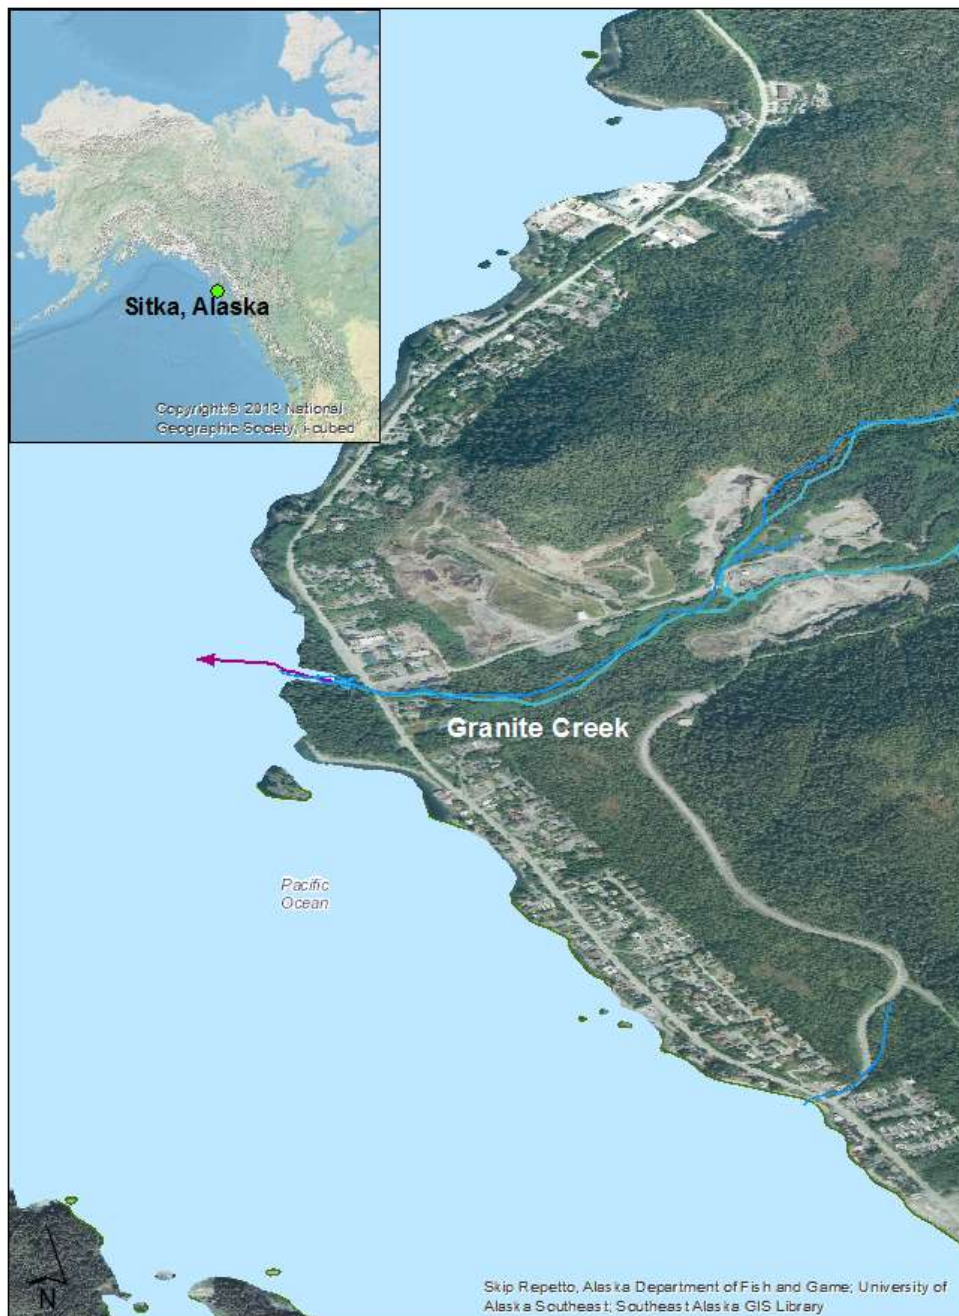 Sitka, Alaska
Copyright:© 2013 National
Geographic Society, i-cubed
Granite Creek
Pacific
Ocean
N
Skip Repetto, Alaska Department of Fish and Game; University of
Alaska Southeast; Southeast Alaska GIS Library